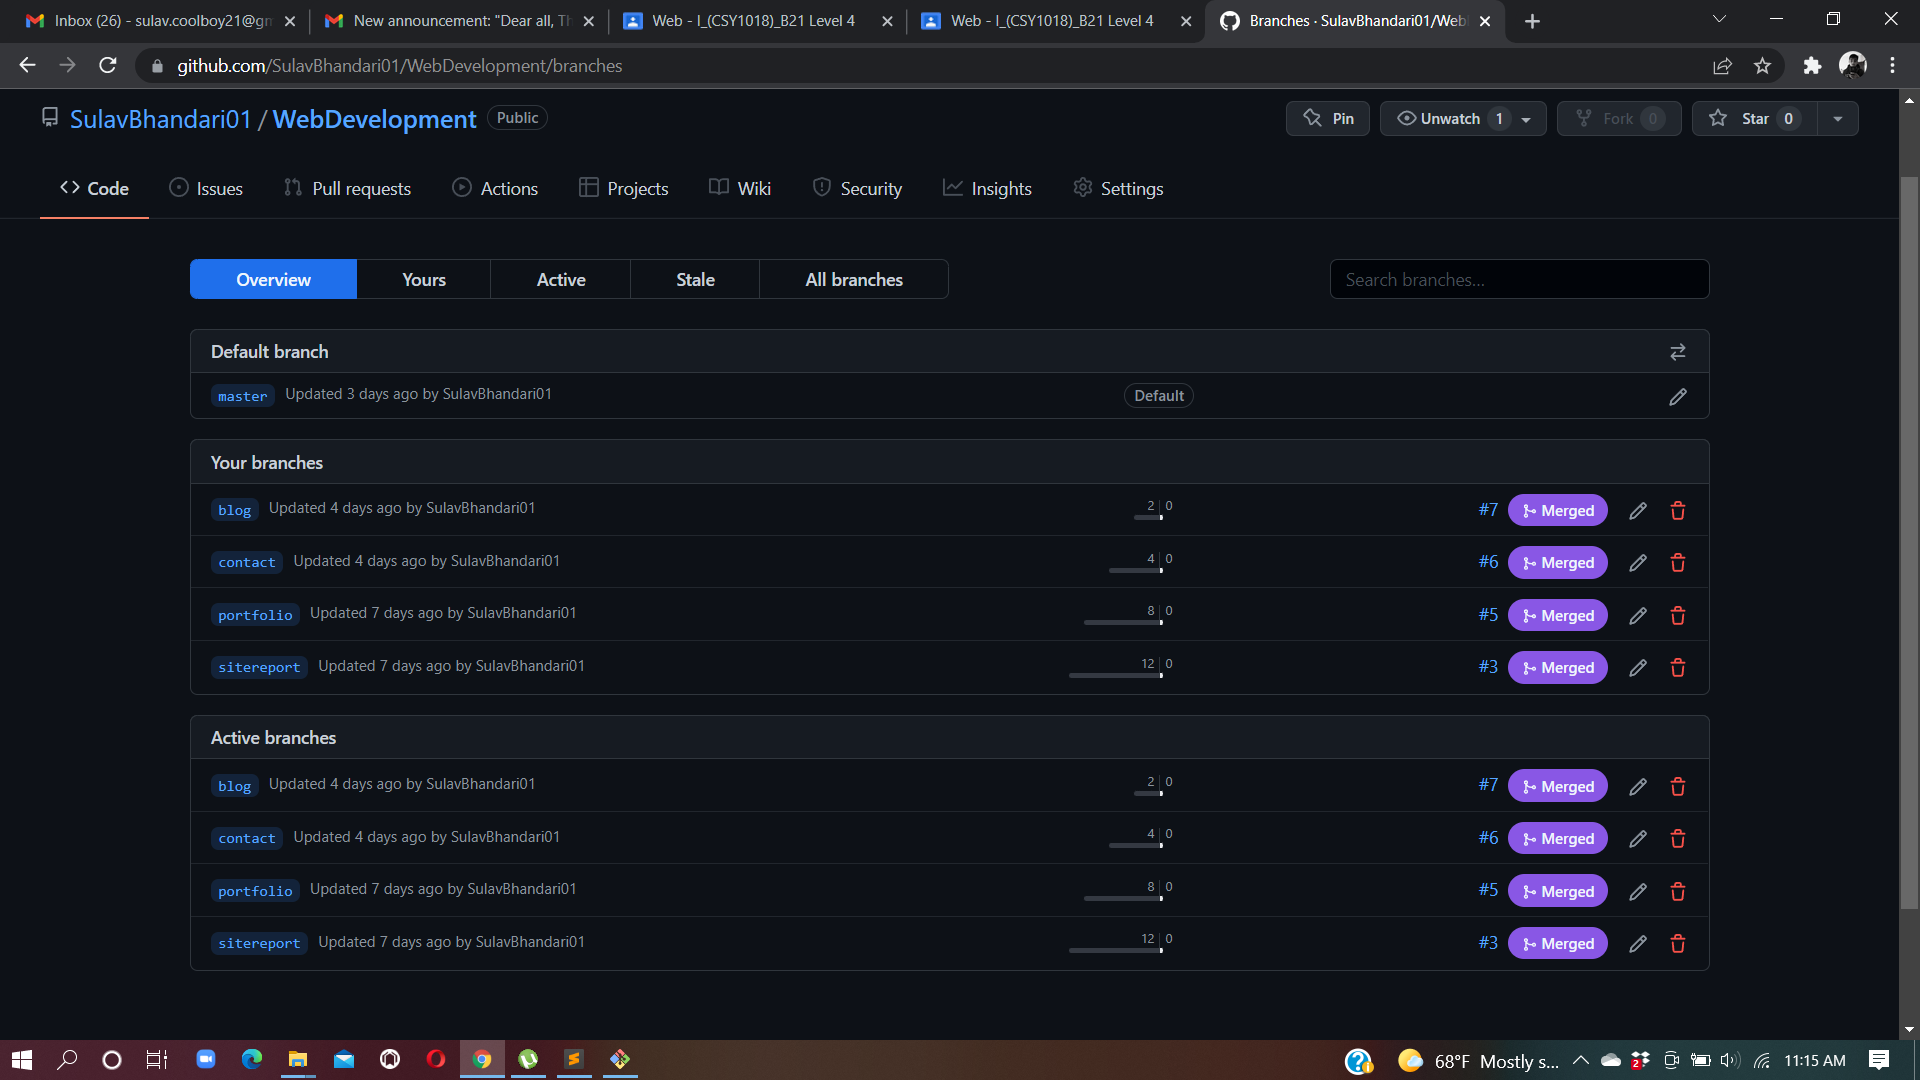 Inbox (26) - sulav.coolboy21@gm
New announcement: "Dear all, Th
Web - I_(CSY1018)_B21 Level 4
Web - I_(CSY1018)_B21 Level 4
Branches · SulavBhandari01/Web
github.com/SulavBhandari01/WebDevelopment/branches
SulavBhandari01 / WebDevelopment Public
Pin Unwatch 1 Fork 0 Star 0
Code Issues Pull requests Actions Projects Wiki Security Insights Settings
Overview Yours Active Stale All branches Search branches...
Default branch
master Updated 3 days ago by SulavBhandari01 Default
Your branches
blog Updated 4 days ago by SulavBhandari01 2 | 0 #7 Merged
contact Updated 4 days ago by SulavBhandari01 4 | 0 #6 Merged
portfolio Updated 7 days ago by SulavBhandari01 8 | 0 #5 Merged
sitereport Updated 7 days ago by SulavBhandari01 12 | 0 #3 Merged
Active branches
blog Updated 4 days ago by SulavBhandari01 2 | 0 #7 Merged
contact Updated 4 days ago by SulavBhandari01 4 | 0 #6 Merged
portfolio Updated 7 days ago by SulavBhandari01 8 | 0 #5 Merged
sitereport Updated 7 days ago by SulavBhandari01 12 | 0 #3 Merged
68°F Mostly s... 2 11:15 AM